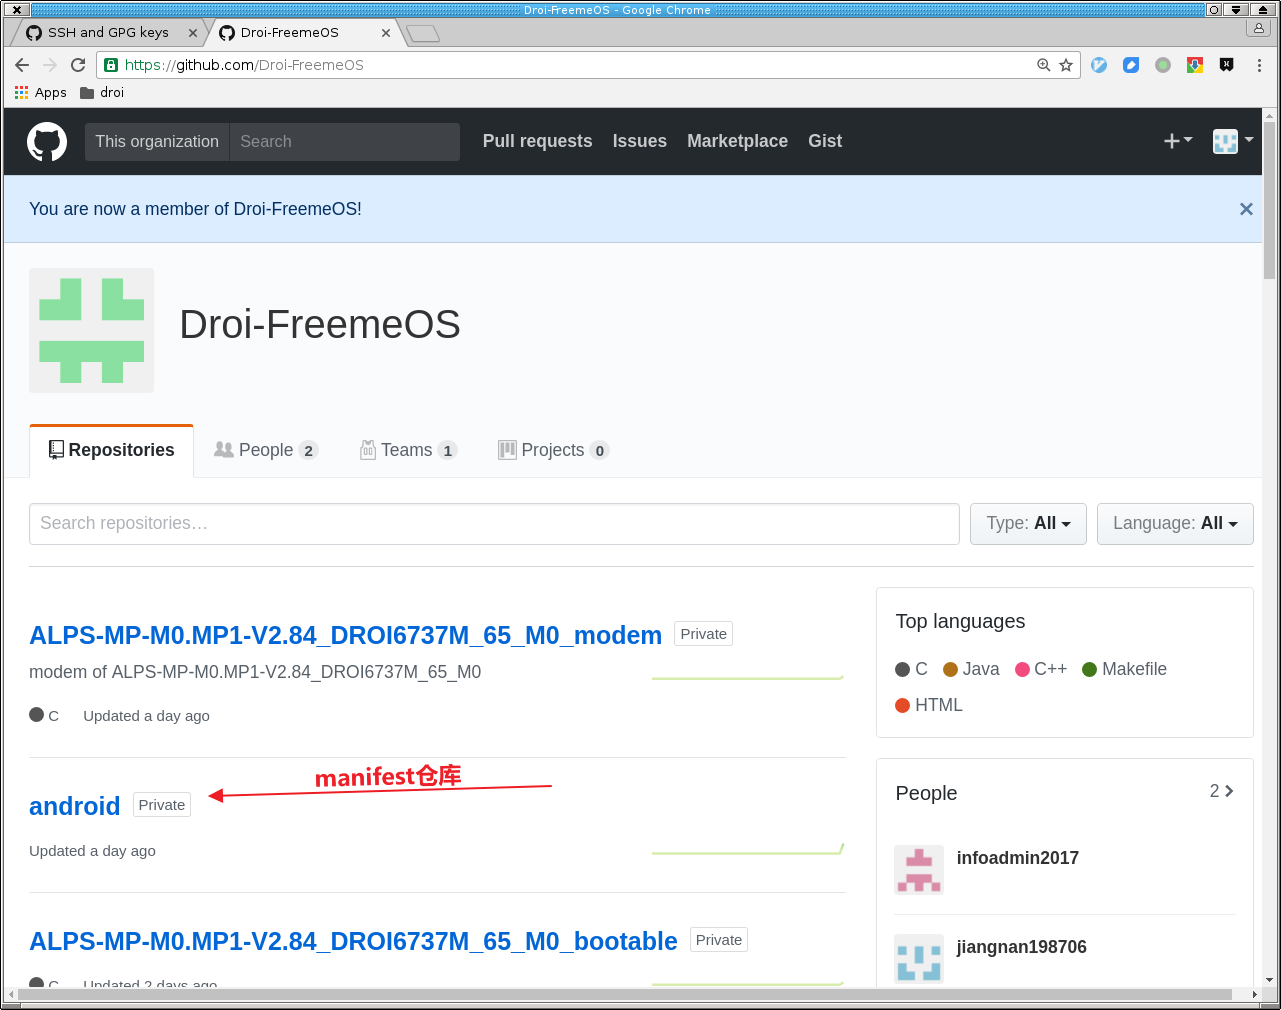 Droi-FreemeOS - Google Chrome
SSH and GPG keys
Droi-FreemeOS
https://github.com/Droi-FreemeOS
Apps droi
This organization Search Pull requests Issues Marketplace Gist
You are now a member of Droi-FreemeOS!
Droi-FreemeOS
Repositories People 2 Teams 1 Projects 0
Search repositories…
Type: All
Language: All
ALPS-MP-M0.MP1-V2.84_DROI6737M_65_M0_modem Private
modem of ALPS-MP-M0.MP1-V2.84_DROI6737M_65_M0
C Updated a day ago
manifest仓库
android Private
Updated a day ago
ALPS-MP-M0.MP1-V2.84_DROI6737M_65_M0_bootable Private
C Updated 2 days ago
Top languages
C Java C++ Makefile
HTML
People 2
infoadmin2017
jiangnan198706